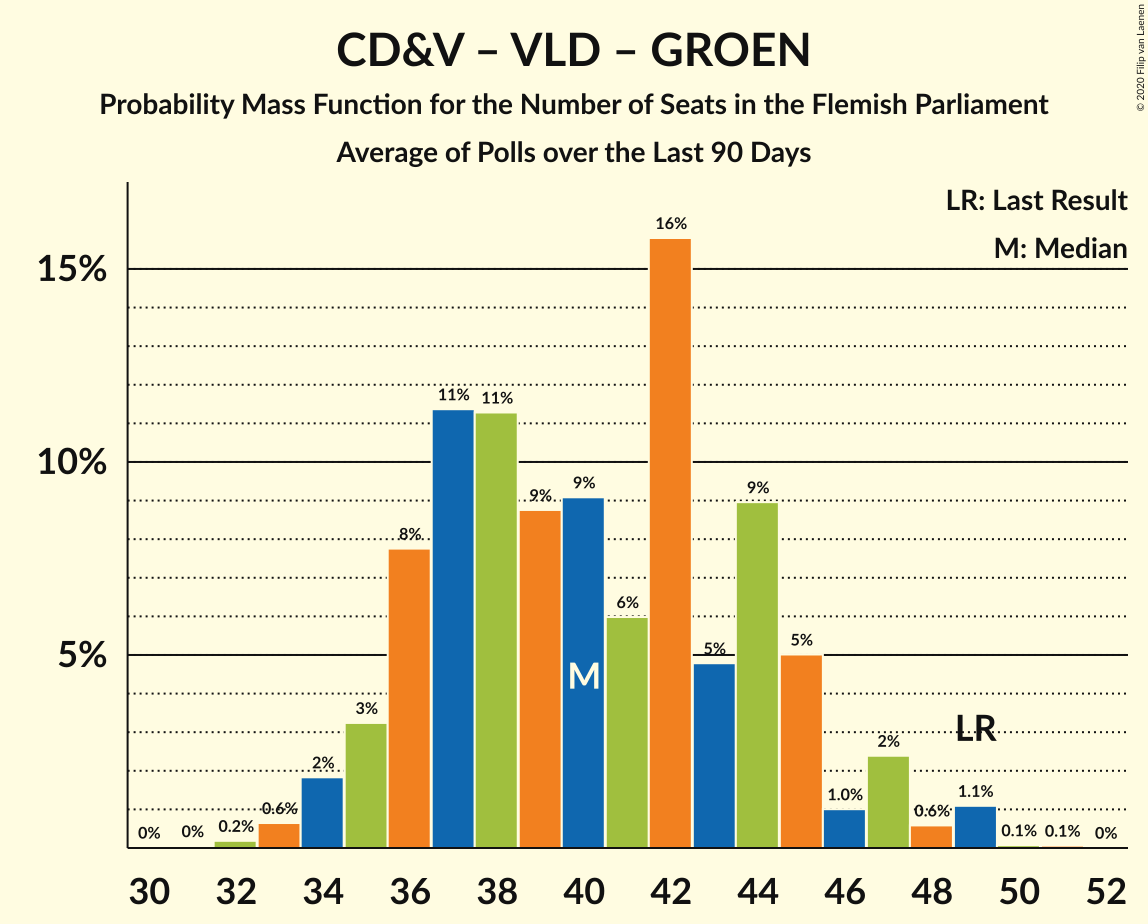 CD&V – VLD – GROEN
Probability Mass Function for the Number of Seats in the Flemish Parliament
Average of Polls over the Last 90 Days
© 2020 Filip van Laenen
LR: Last Result
M: Median
15%
10%
5%
0%
0%
0.2%
0.6%
2%
3%
8%
11%
11%
9%
9%
6%
16%
5%
9%
5%
1.0%
2%
0.6%
1.1%
0.1%
0.1%
0%
M
LR
30 32 34 36 38 40 42 44 46 48 50 52